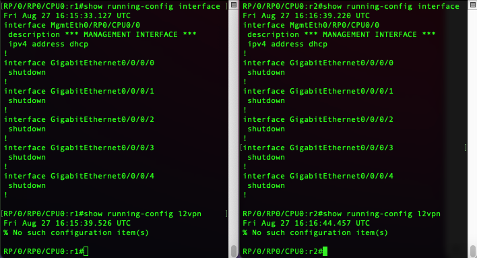 RP/0/RP0/CPU0:r1#show running-config interface
Fri Aug 27 16:15:33.127 UTC
interface MgmtEth0/RP0/CPU0/0
description *** MANAGEMENT INTERFACE ***
ipv4 address dhcp
!
interface GigabitEthernet0/0/0/0
shutdown
!
interface GigabitEthernet0/0/0/1
shutdown
!
interface GigabitEthernet0/0/0/2
shutdown
!
interface GigabitEthernet0/0/0/3
shutdown
!
interface GigabitEthernet0/0/0/4
shutdown
!
RP/0/RP0/CPU0:r1#show running-config l2vpn
Fri Aug 27 16:15:39.526 UTC
% No such configuration item(s)
RP/0/RP0/CPU0:r1#
RP/0/RP0/CPU0:r2#show running-config interface
Fri Aug 27 16:16:39.220 UTC
interface MgmtEth0/RP0/CPU0/0
description *** MANAGEMENT INTERFACE ***
ipv4 address dhcp
!
interface GigabitEthernet0/0/0/0
shutdown
!
interface GigabitEthernet0/0/0/1
shutdown
!
interface GigabitEthernet0/0/0/2
shutdown
!
interface GigabitEthernet0/0/0/3
shutdown
!
interface GigabitEthernet0/0/0/4
shutdown
!
RP/0/RP0/CPU0:r2#show running-config l2vpn
Fri Aug 27 16:16:44.457 UTC
% No such configuration item(s)
RP/0/RP0/CPU0:r2#